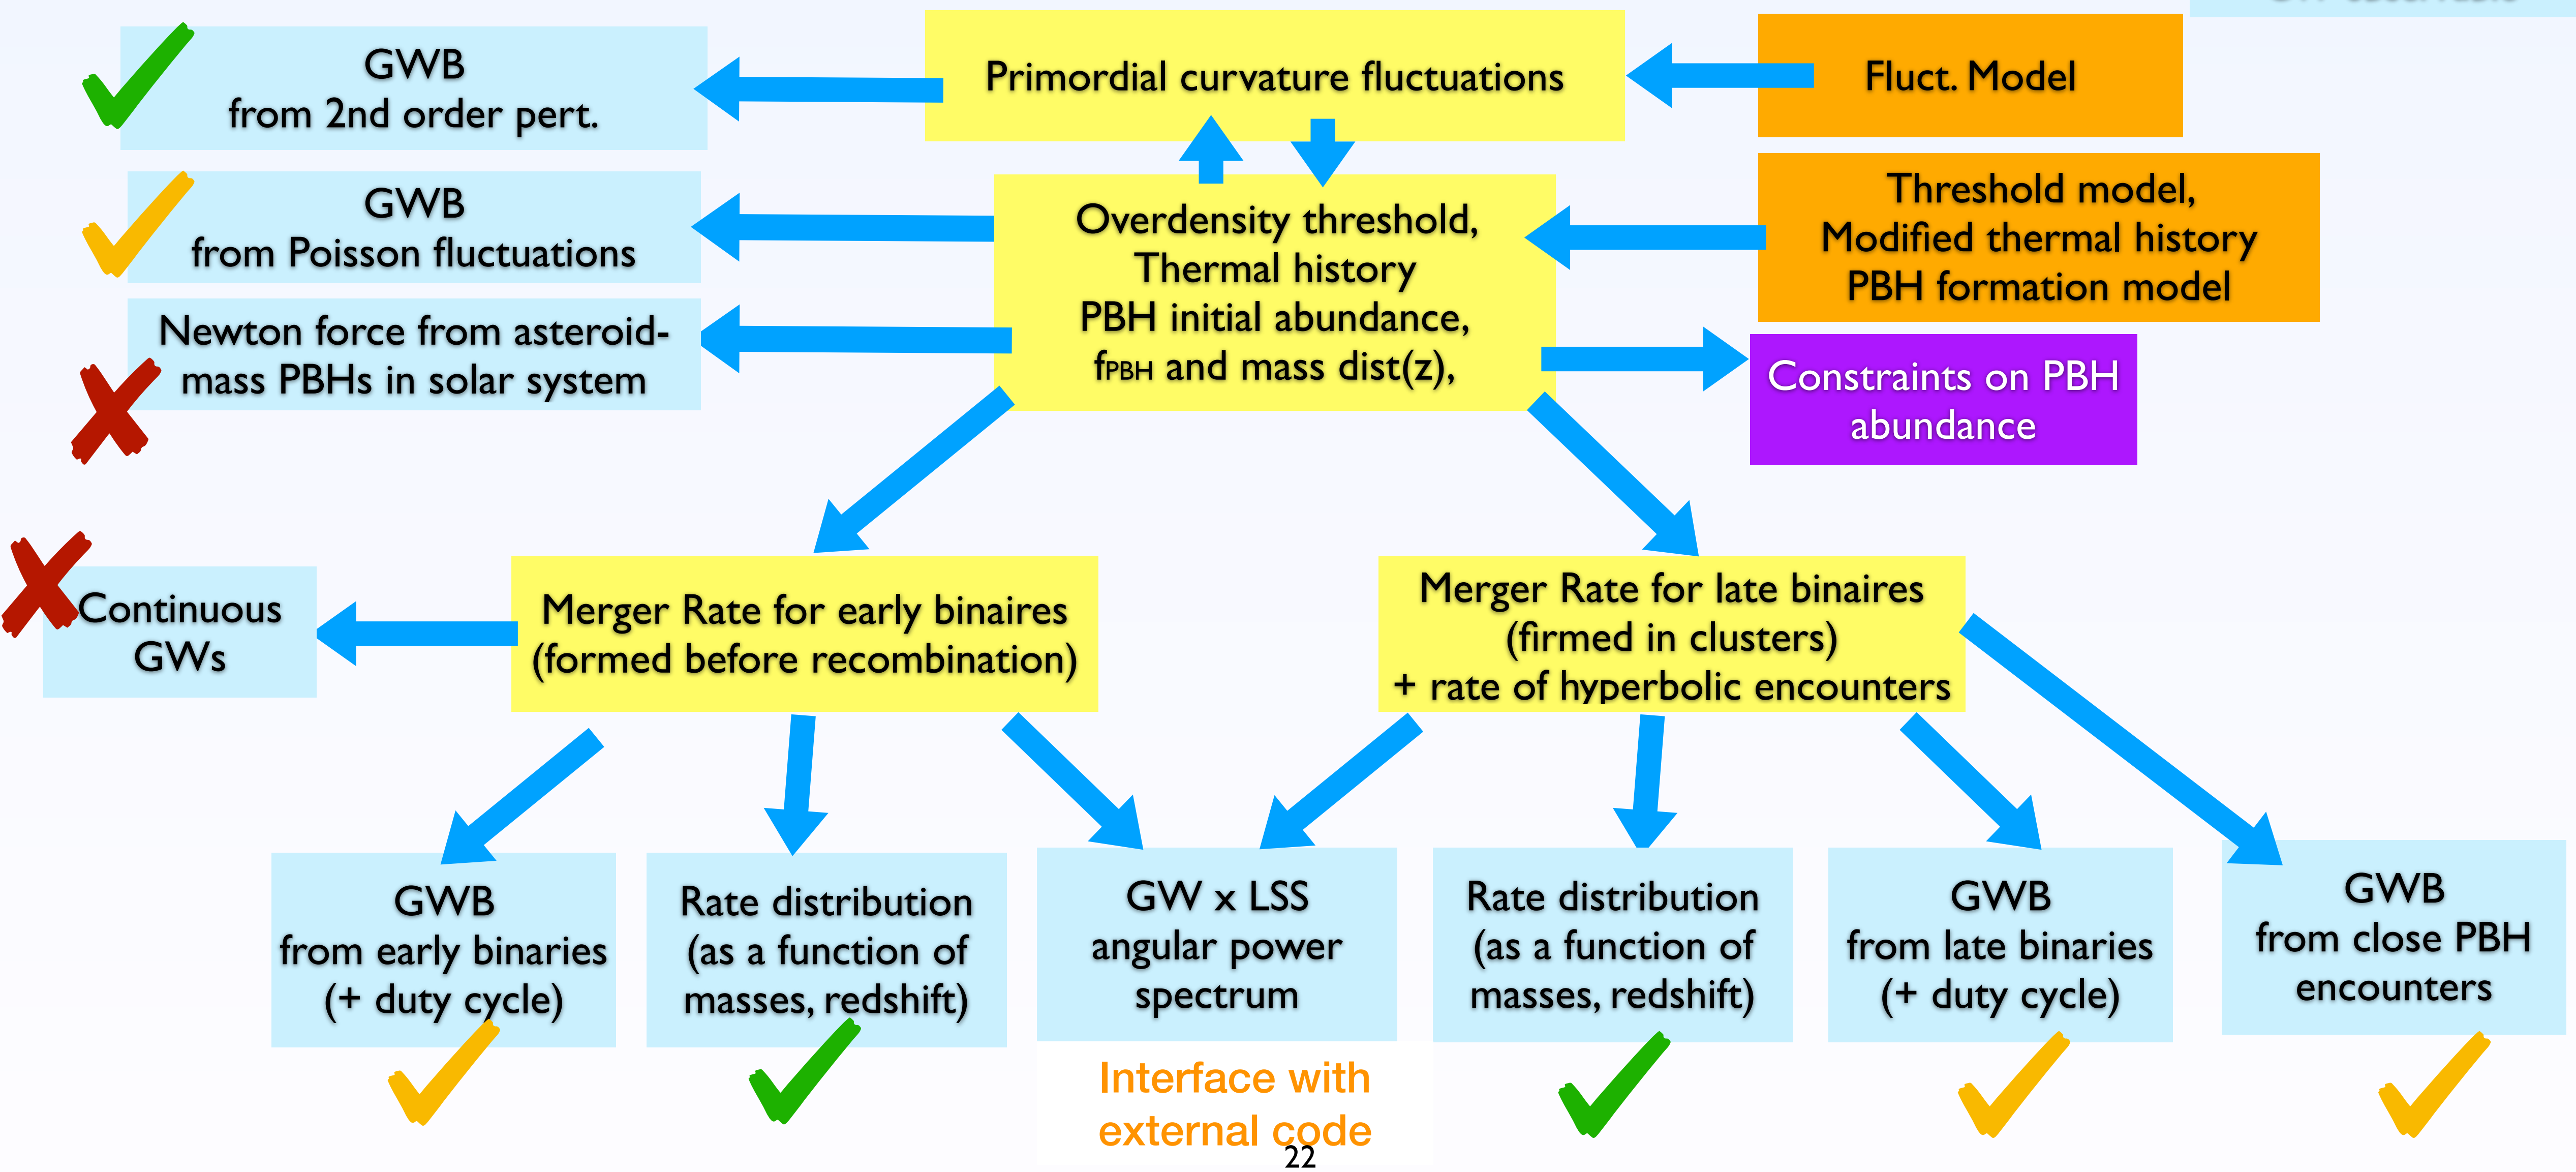 GWB
from 2nd order pert.
Primordial curvature fluctuations
Fluct. Model
GWB
from Poisson fluctuations
Overdensity threshold,
Thermal history
PBH initial abundance,
fPBH and mass dist(z),
Threshold model,
Modified thermal history
PBH formation model
Newton force from asteroid-
mass PBHs in solar system
Constraints on PBH
abundance
Continuous
GWs
Merger Rate for early binaires
(formed before recombination)
Merger Rate for late binaires
(firmed in clusters)
+ rate of hyperbolic encounters
GWB
from early binaries
(+ duty cycle)
Rate distribution
(as a function of
masses, redshift)
GW x LSS
angular power
spectrum
Rate distribution
(as a function of
masses, redshift)
GWB
from late binaries
(+ duty cycle)
GWB
from close PBH
encounters
Interface with
external code
22